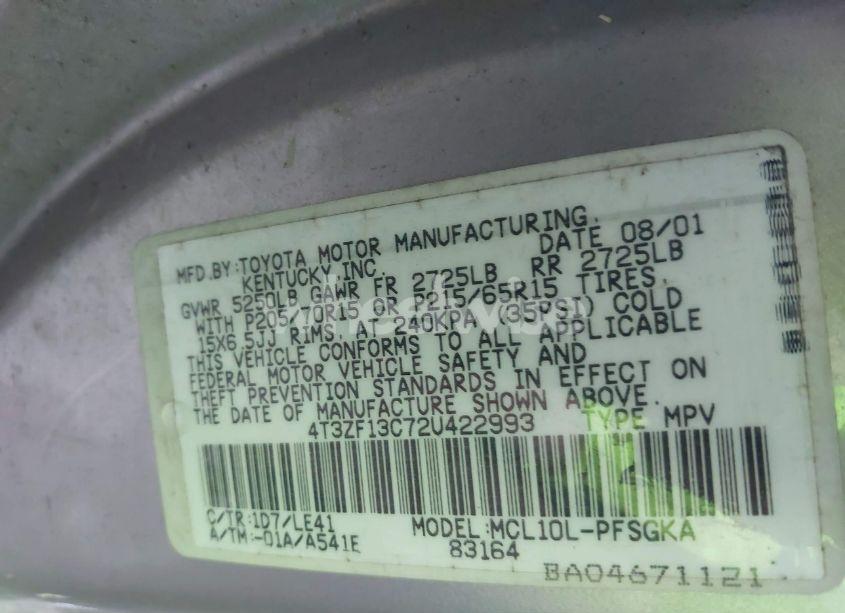 MFD.BY:TOYOTA MOTOR MANUFACTURING.
KENTUCKY,INC. DATE 08/01
GVWR 5250LB GAWR FR 2725LB RR 2725LB
WITH P205/70R15 OR P215/65R15 TIRES.
15X6.5JJ RIMS. AT 240KPA (35PSI) COLD
THIS VEHICLE CONFORMS TO ALL APPLICABLE
FEDERAL MOTOR VEHICLE SAFETY AND
THEFT PREVENTION STANDARDS IN EFFECT ON
THE DATE OF MANUFACTURE SHOWN ABOVE.
4T3ZF13C72U422993 TYPE MPV
C/TR:1D7/LE41 MODEL:MCL10L-PFSGKA
A/TM:-01A/A541E 83164
BA04671121